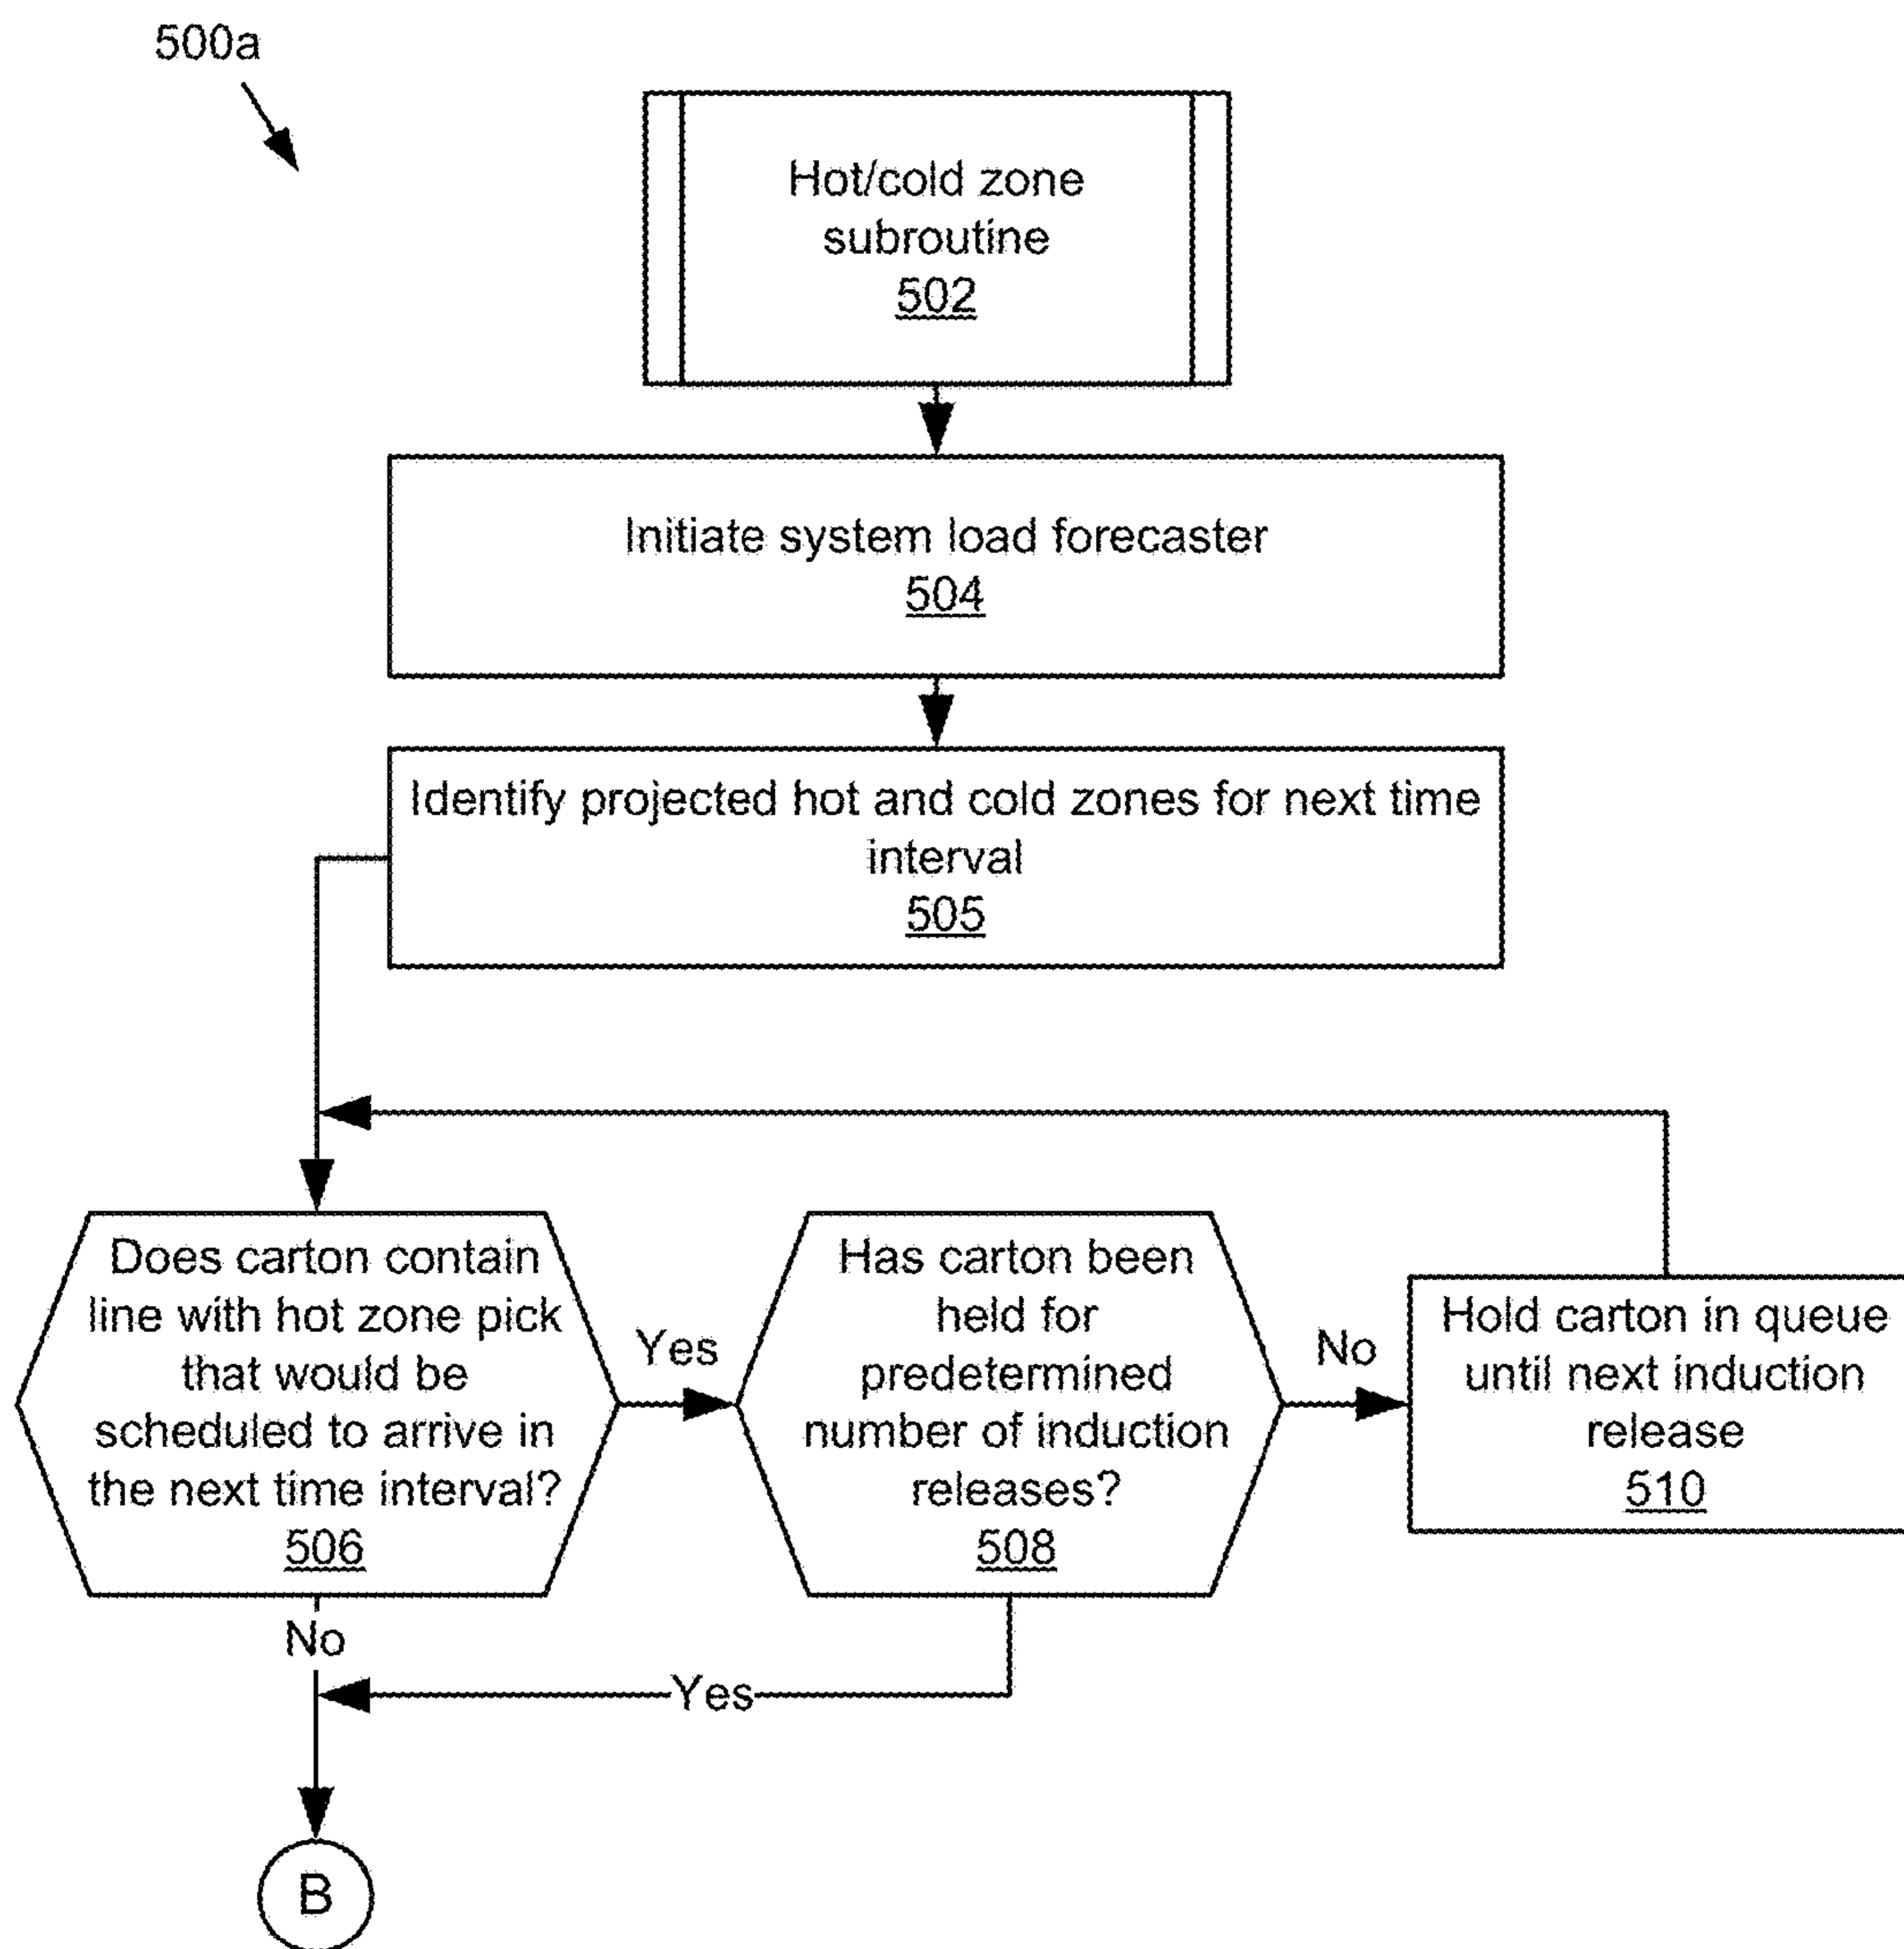 500a
Hot/cold zone
subroutine
502
Initiate system load forecaster
504
Identify projected hot and cold zones for next time
interval
505
Does carton contain
line with hot zone pick
that would be
scheduled to arrive in
the next time interval?
506
Yes
Has carton been
held for
predetermined
number of induction
releases?
508
No
Hold carton in queue
until next induction
release
510
No
Yes
B